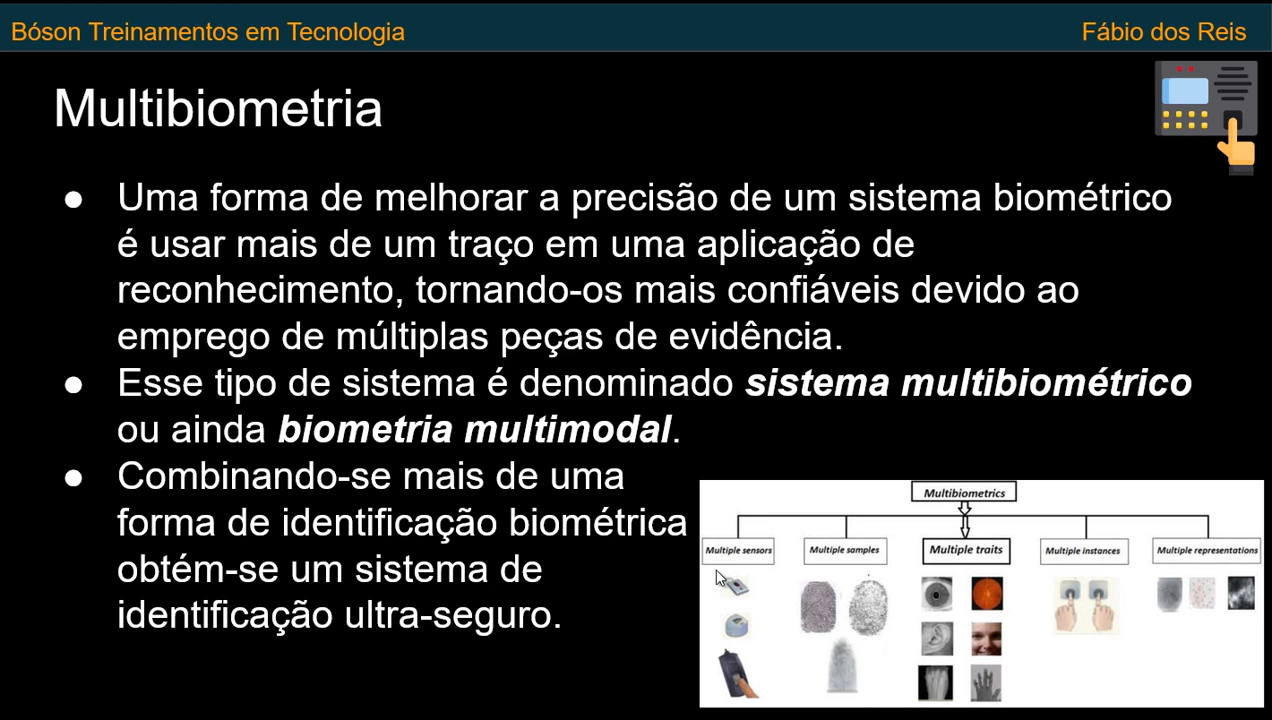 Bóson Treinamentos em Tecnologia
Fábio dos Reis
Multibiometria
● Uma forma de melhorar a precisão de um sistema biométrico
é usar mais de um traço em uma aplicação de
reconhecimento, tornando-os mais confiáveis devido ao
emprego de múltiplas peças de evidência.
● Esse tipo de sistema é denominado sistema multibiométrico
ou ainda biometria multimodal.
● Combinando-se mais de uma
forma de identificação biométrica
obtém-se um sistema de
identificação ultra-seguro.
Multibiometrics
Multiple sensors
Multiple samples
Multiple traits
Multiple instances
Multiple representations